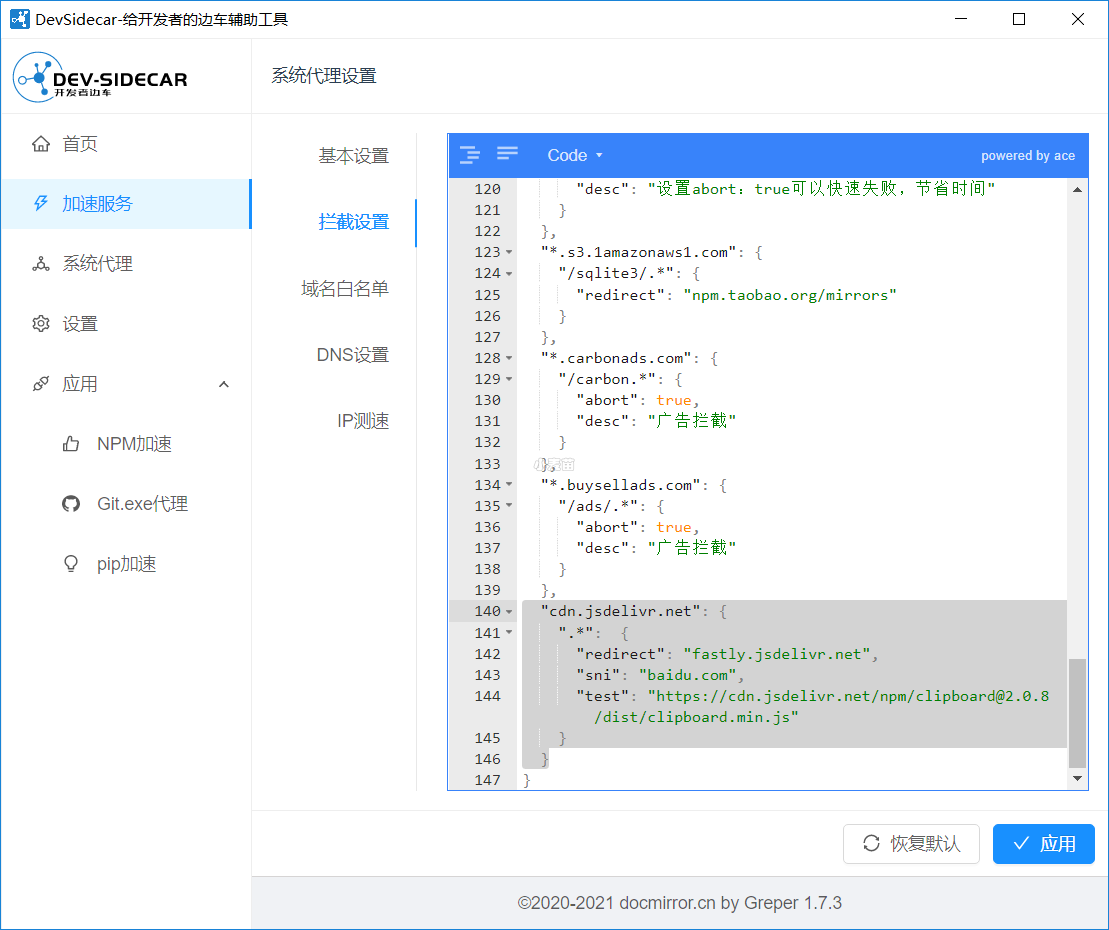 DevSidecar-给开发者的边车辅助工具
DEV-SIDECAR
开发者边车
系统代理设置
首页
加速服务
系统代理
设置
应用
NPM加速
Git.exe代理
pip加速
基本设置
拦截设置
域名白名单
DNS设置
IP测速
Code
powered by ace
120 "desc": "设置abort：true可以快速失败，节省时间"
121 }
122 },
123 "*.s3.1amazonaws1.com": {
124 "/sqlite3/.*": {
125 "redirect": "npm.taobao.org/mirrors"
126 }
127 },
128 "*.carbonads.com": {
129 "/carbon.*": {
130 "abort": true,
131 "desc": "广告拦截"
132 }
133 },
134 "*.buysellads.com": {
135 "/ads/.*": {
136 "abort": true,
137 "desc": "广告拦截"
138 }
139 },
140 "cdn.jsdelivr.net": {
141 ".*":  {
142 "redirect": "fastly.jsdelivr.net",
143 "sni": "baidu.com",
144 "test": "https://cdn.jsdelivr.net/npm/clipboard@2.0.8
/dist/clipboard.min.js"
145 }
146 }
147 }
恢复默认
应用
©2020-2021 docmirror.cn by Greper 1.7.3